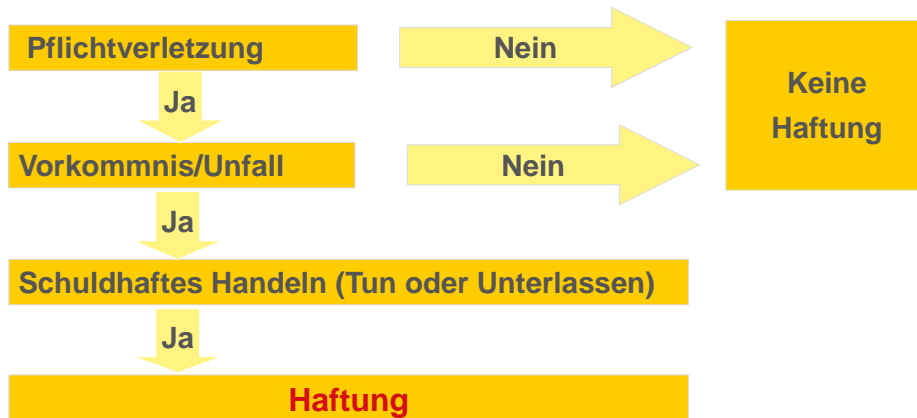 Pflichtverletzung
Nein
Keine
Haftung
Ja
Vorkommnis/Unfall
Nein
Ja
Schuldhaftes Handeln (Tun oder Unterlassen)
Ja
Haftung